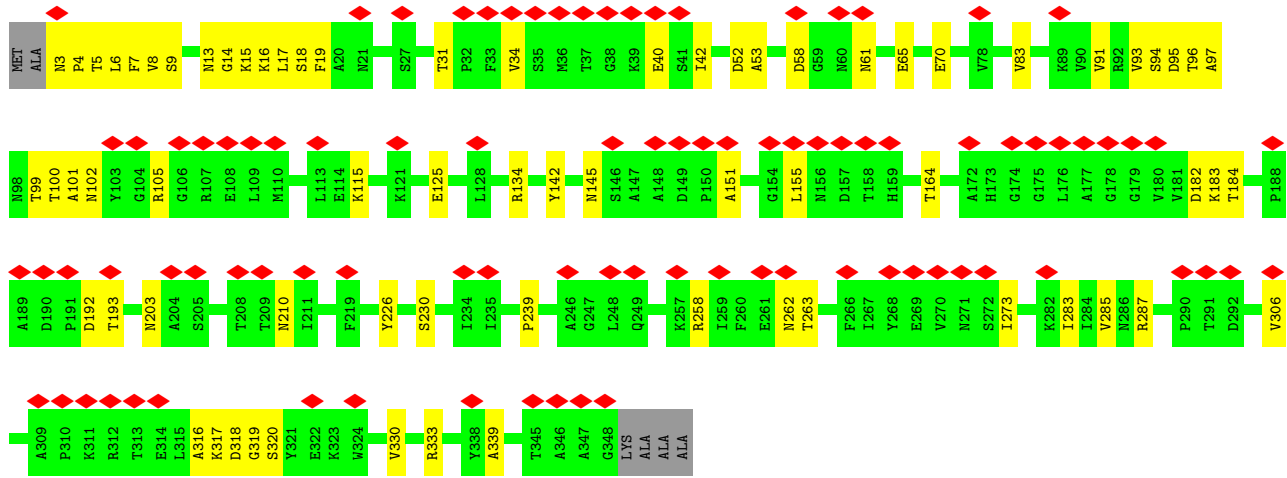 MET ALA N3 P4 T5 L6 F7 V8 S9 N13 G14 K15 K16 L17 S18 F19 A20 N21 S27 T31 P32 F33 V34 S35 M36 T37 G38 K39 E40 S41 I42 D52 A53 D58 G59 N60 N61 E65 E70 V78 V83 K89 V90 V91 R92 V93 S94 D95 T96 A97
N98 T99 T100 A101 N102 Y103 G104 R105 G106 R107 E108 L109 M110 L113 E114 K115 K121 E125 L128 R134 Y142 N145 S146 A147 A148 D149 P150 A151 G154 L155 N156 D157 T158 H159 T164 A172 H173 G174 G175 L176 A177 G178 G179 V180 V181 D182 K183 T184 P188
A189 D190 P191 D192 T193 N203 A204 S205 T208 T209 N210 I211 F219 Y226 S230 I234 I235 P239 A246 G247 L248 Q249 K257 R258 I259 F260 E261 N262 T263 F266 I267 Y268 E269 V270 N271 S272 I273 K282 I283 I284 V285 N286 R287 P290 T291 D292 V306
A309 P310 K311 R312 T313 E314 L315 A316 K317 D318 G319 S320 Y321 E322 K323 W324 V330 R333 Y338 A339 T345 A346 A347 G348 LYS ALA ALA ALA